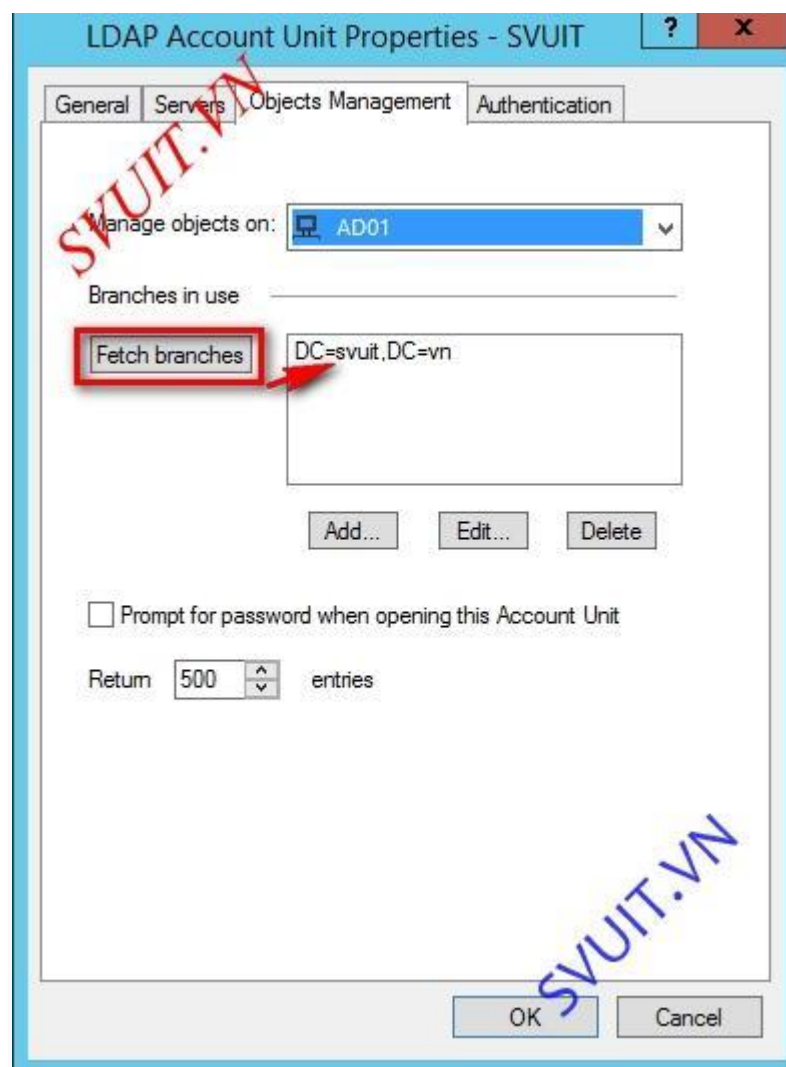 LDAP Account Unit Properties - SVUIT ? x
General Servers Objects Management Authentication
SVUIT.VN
Manage objects on: AD01
Branches in use
Fetch branches DC=svuit,DC=vn
Add... Edit... Delete
Prompt for password when opening this Account Unit
Return 500 entries
SVUIT.VN
OK Cancel